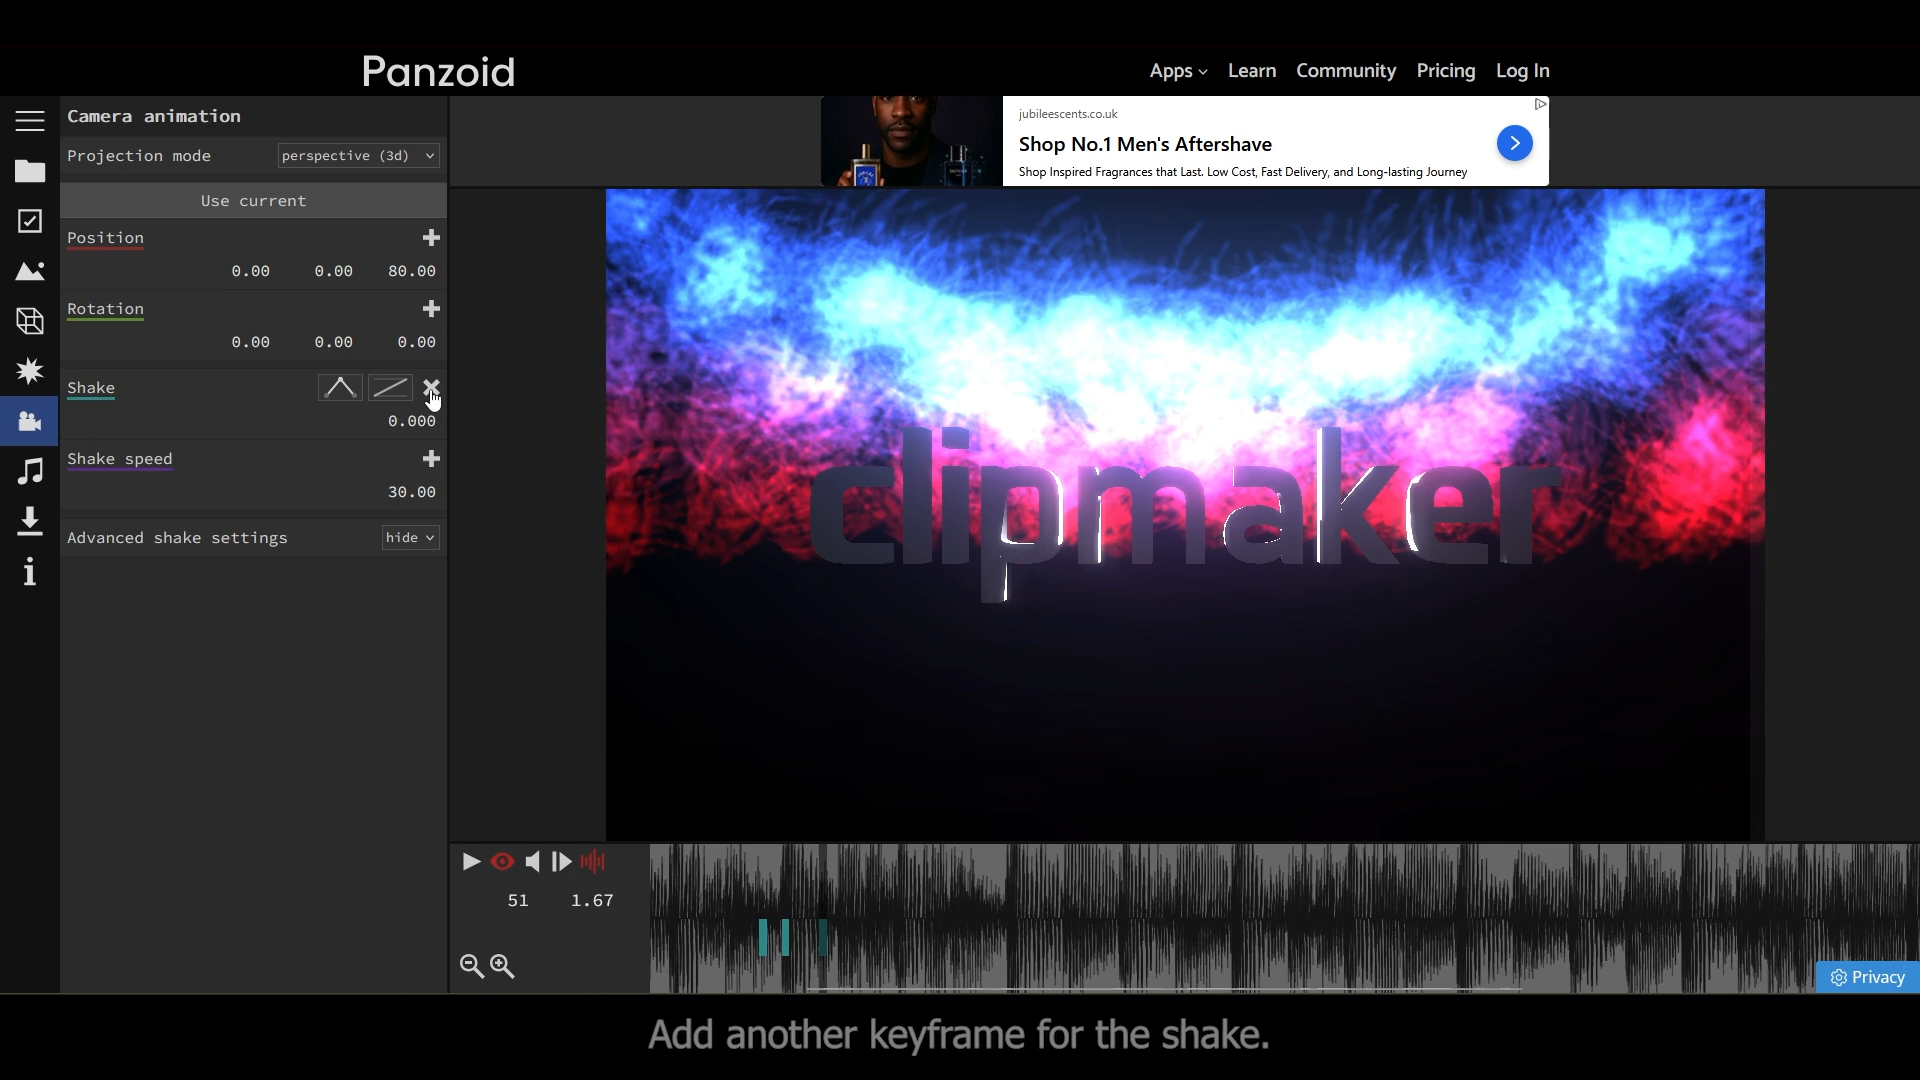 Panzoid
Apps Learn Community Pricing Log In
Camera animation
Projection mode perspective (3d)
Use current
Position
0.00 0.00 80.00
Rotation
0.00 0.00 0.00
Shake
0.000
Shake speed
30.00
Advanced shake settings hide
jubileescents.co.uk
Shop No.1 Men's Aftershave
Shop Inspired Fragrances that Last. Low Cost, Fast Delivery, and Long-lasting Journey
clipmaker
51 1.67
Privacy
Add another keyframe for the shake.